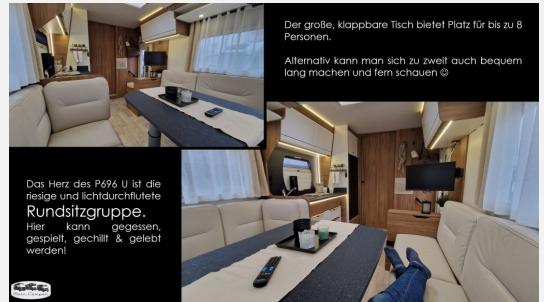 Der große, klappbare Tisch bietet Platz für bis zu 8
Personen.
Alternativ kann man sich zu zweit auch bequem
lang machen und fern schauen ☺
Das Herz des P696 U ist die
riesige und lichtdurchflutete
Rundsitzgruppe.
Hier kann gegessen,
gespielt, gechillt & gelebt
werden!